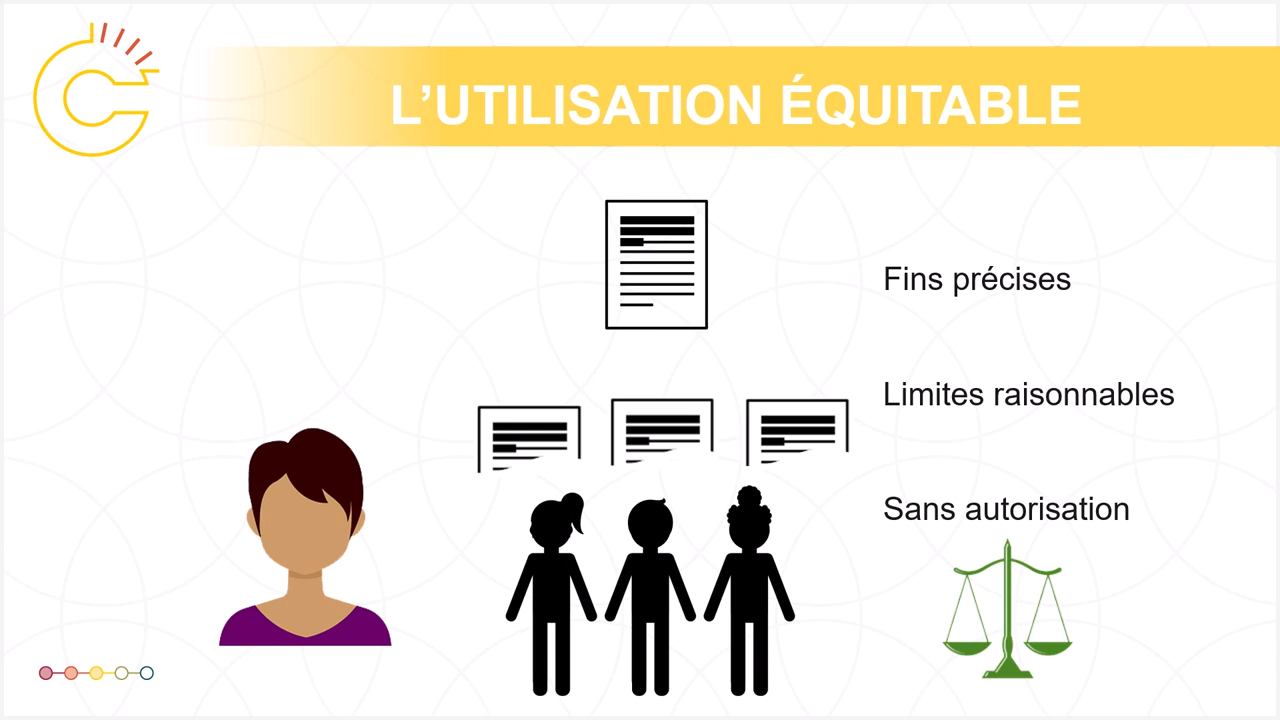 L’UTILISATION ÉQUITABLE
Fins précises
Limites raisonnables
Sans autorisation